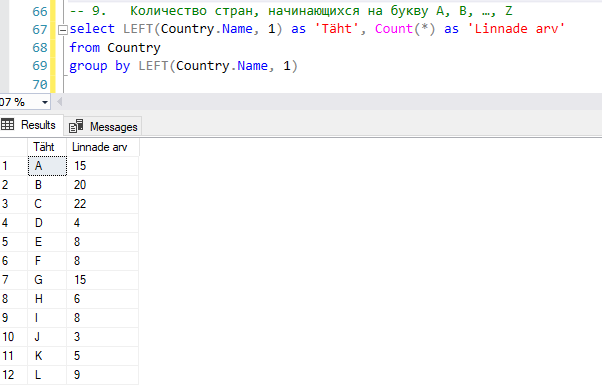 66 -- 9. Количество стран, начинающихся на букву A, B, …, Z
67 select LEFT(Country.Name, 1) as 'Täht', Count(*) as 'Linnade arv'
68 from Country
69 group by LEFT(Country.Name, 1)
70
07 %
Results Messages
Täht Linnade arv
1 A 15
2 B 20
3 C 22
4 D 4
5 E 8
6 F 8
7 G 15
8 H 6
9 I 8
10 J 3
11 K 5
12 L 9